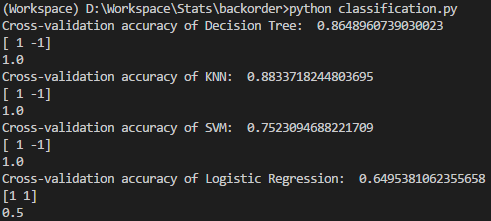 (Workspace) D:\Workspace\Stats\backorder>python classification.py
Cross-validation accuracy of Decision Tree:  0.8648960739030023
[ 1 -1]
1.0
Cross-validation accuracy of KNN:  0.8833718244803695
[ 1 -1]
1.0
Cross-validation accuracy of SVM:  0.7523094688221709
[ 1 -1]
1.0
Cross-validation accuracy of Logistic Regression:  0.6495381062355658
[1 1]
0.5